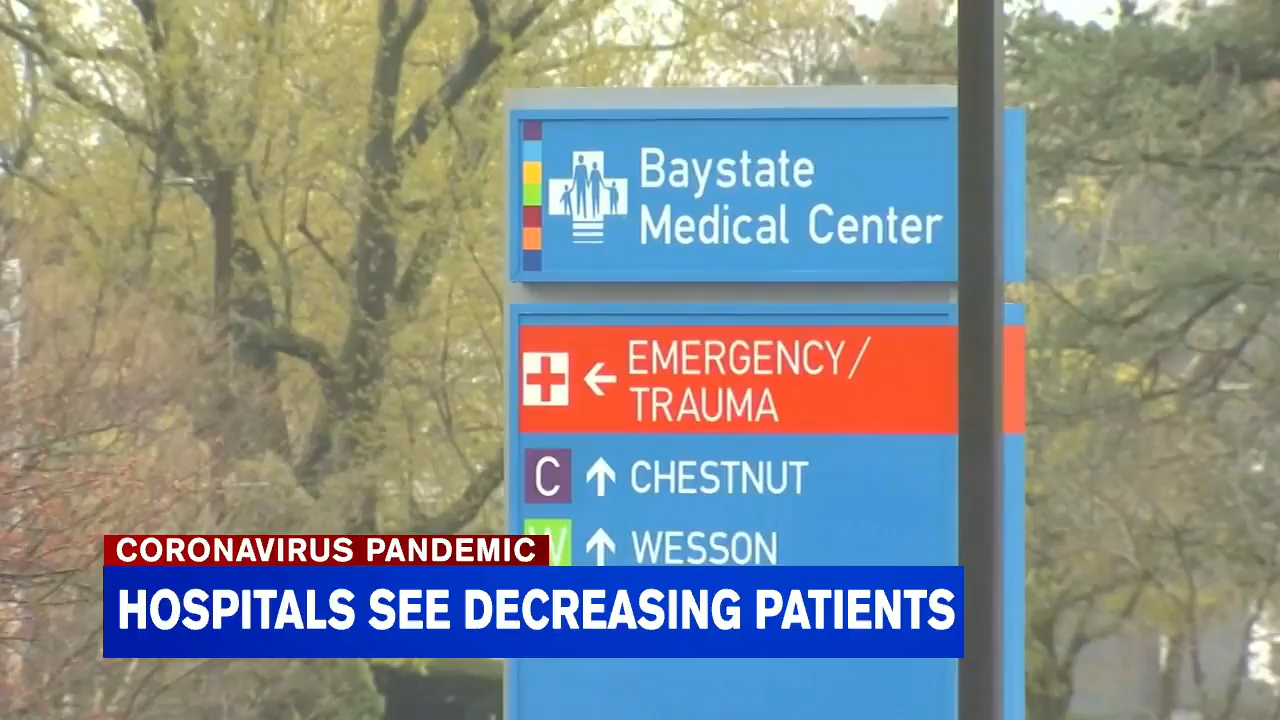 Baystate
Medical Center
EMERGENCY/
TRAUMA
C CHESTNUT
W WESSON
CORONAVIRUS PANDEMIC
HOSPITALS SEE DECREASING PATIENTS